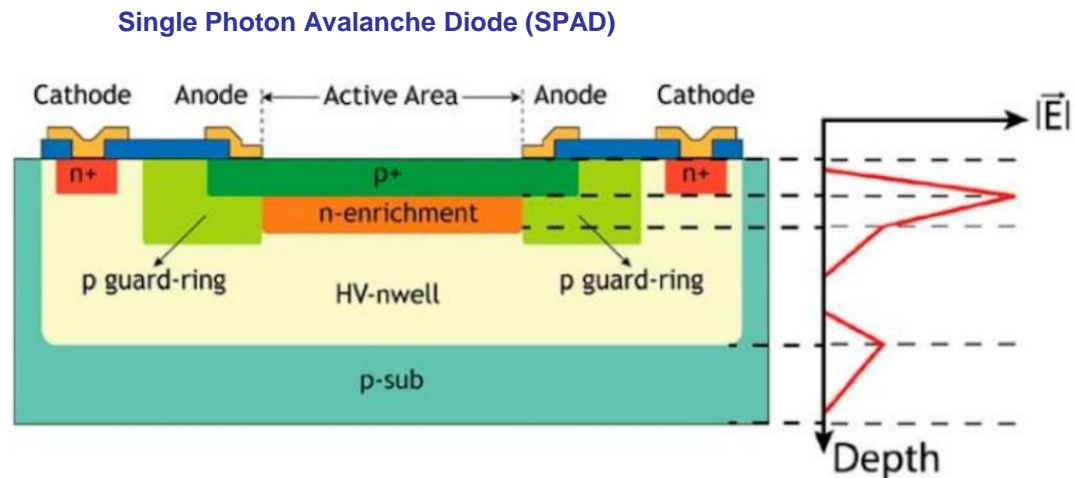 Single Photon Avalanche Diode (SPAD)
Cathode Anode Active Area Anode Cathode
|E⃗|
n+ p+ n+
n-enrichment
p guard-ring HV-nwell p guard-ring
p-sub
Depth